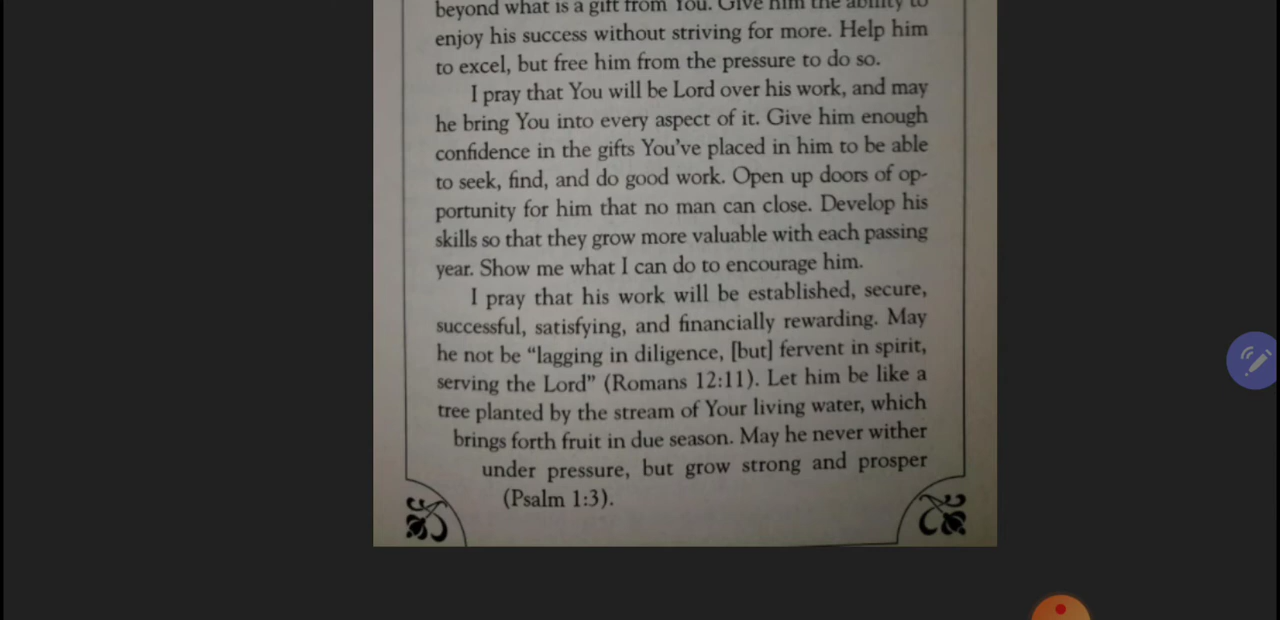 beyond what is a gift from You. Give him the ability to
enjoy his success without striving for more. Help him
to excel, but free him from the pressure to do so.
I pray that You will be Lord over his work, and may
he bring You into every aspect of it. Give him enough
confidence in the gifts You've placed in him to be able
to seek, find, and do good work. Open up doors of op-
portunity for him that no man can close. Develop his
skills so that they grow more valuable with each passing
year. Show me what I can do to encourage him.
I pray that his work will be established, secure,
successful, satisfying, and financially rewarding. May
he not be “lagging in diligence, [but] fervent in spirit,
serving the Lord” (Romans 12:11). Let him be like a
tree planted by the stream of Your living water, which
brings forth fruit in due season. May he never wither
under pressure, but grow strong and prosper
(Psalm 1:3).